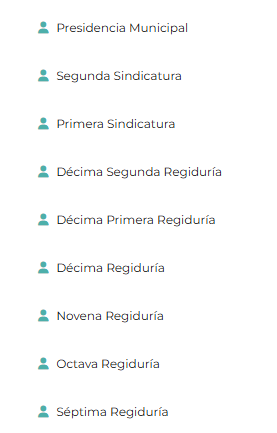 Presidencia Municipal
Segunda Sindicatura
Primera Sindicatura
Décima Segunda Regiduría
Décima Primera Regiduría
Décima Regiduría
Novena Regiduría
Octava Regiduría
Séptima Regiduría